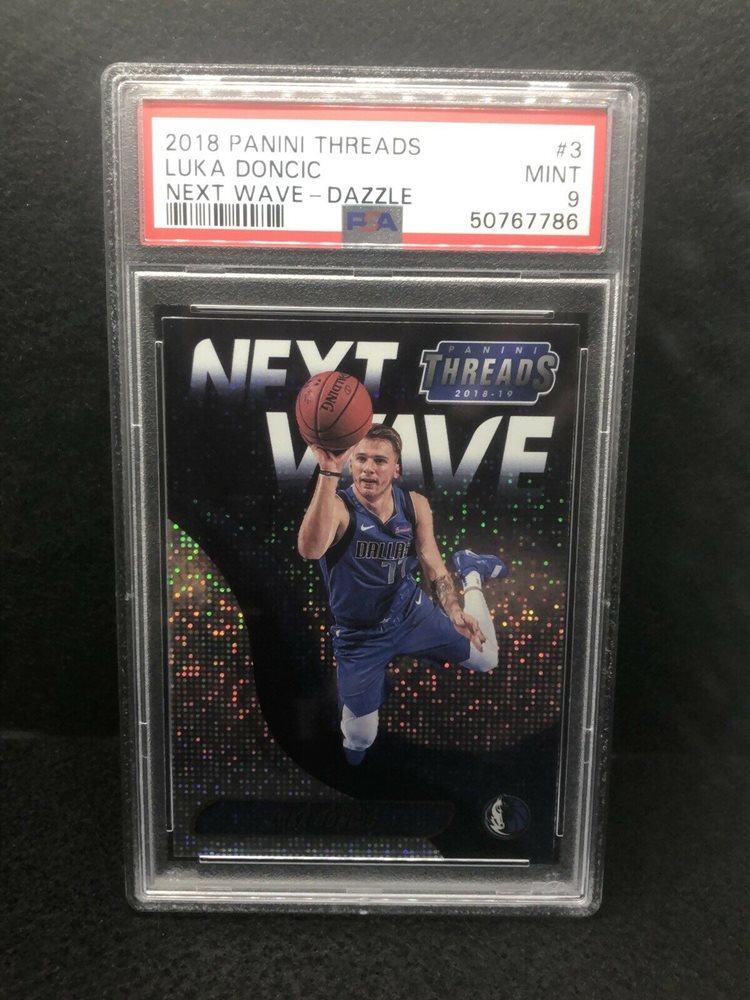 2018 PANINI THREADS #3
LUKA DONCIC MINT
NEXT WAVE - DAZZLE 9
PSA 50767786
NEXT
WAVE
PANINI
THREADS
2018-19
SPALDING
DALLAS
77